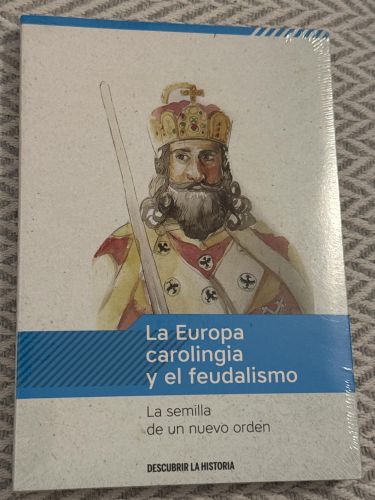 La Europa
carolingia
y el feudalismo
La semilla
de un nuevo orden
DESCUBRIR LA HISTORIA